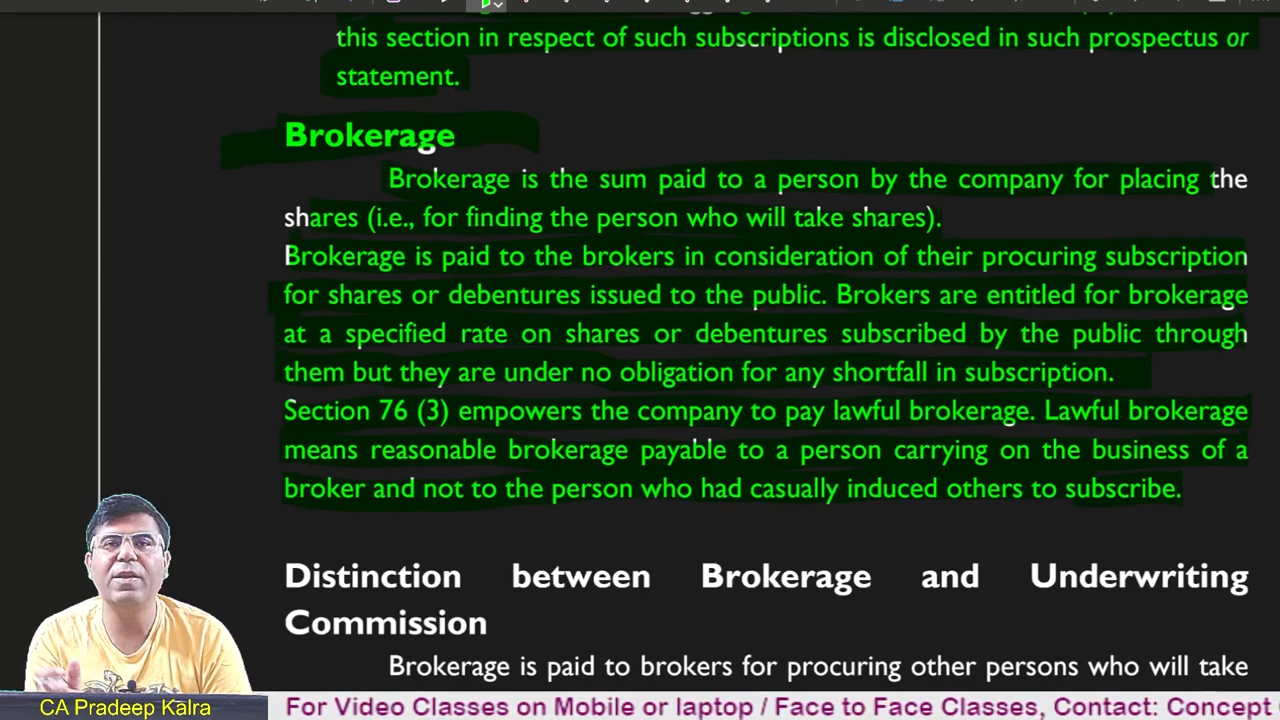 this section in respect of such subscriptions is disclosed in such prospectus or
statement.
Brokerage
Brokerage is the sum paid to a person by the company for placing the
shares (i.e., for finding the person who will take shares).
Brokerage is paid to the brokers in consideration of their procuring subscription
for shares or debentures issued to the public. Brokers are entitled for brokerage
at a specified rate on shares or debentures subscribed by the public through
them but they are under no obligation for any shortfall in subscription.
Section 76 (3) empowers the company to pay lawful brokerage. Lawful brokerage
means reasonable brokerage payable to a person carrying on the business of a
broker and not to the person who had casually induced others to subscribe.
Distinction between Brokerage and Underwriting
Commission
Brokerage is paid to brokers for procuring other persons who will take
CA Pradeep Kalra
For Video Classes on Mobile or laptop / Face to Face Classes, Contact: Concept